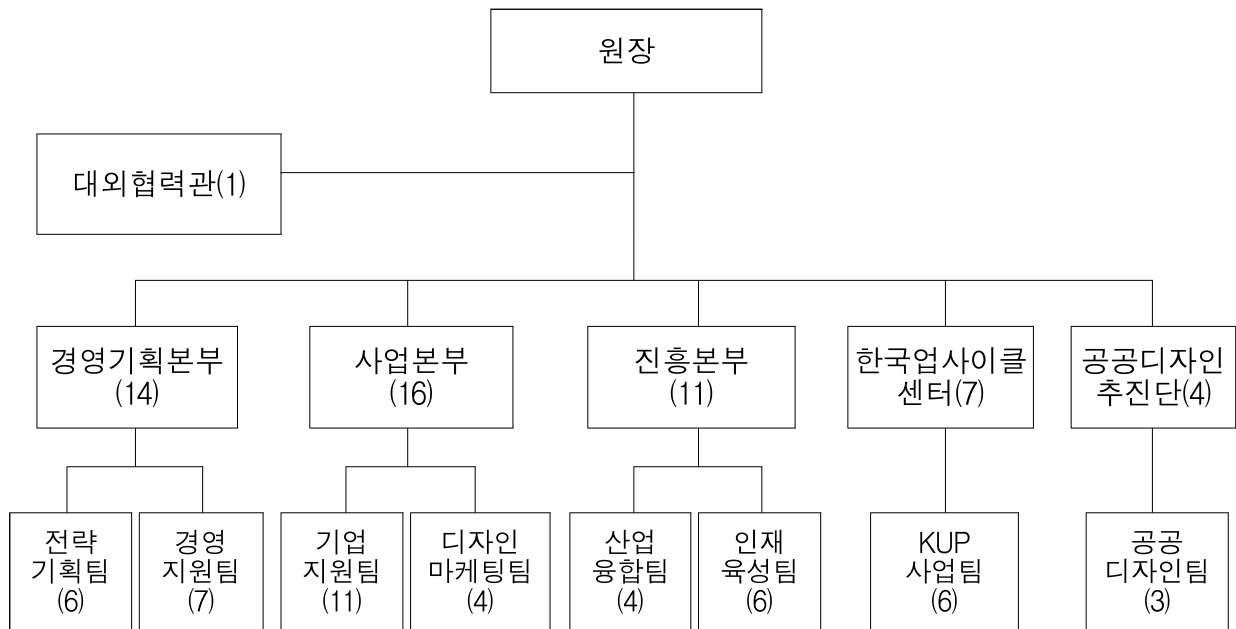 원장
대외협력관(1)
경영기획본부
(14)
사업본부
(16)
진흥본부
(11)
한국업사이클
센터(7)
공공디자인
추진단(4)
전략
기획팀
(6)
경영
지원팀
(7)
기업
지원팀
(11)
디자인
마케팅팀
(4)
산업
융합팀
(4)
인재
육성팀
(6)
KUP
사업팀
(6)
공공
디자인팀
(3)